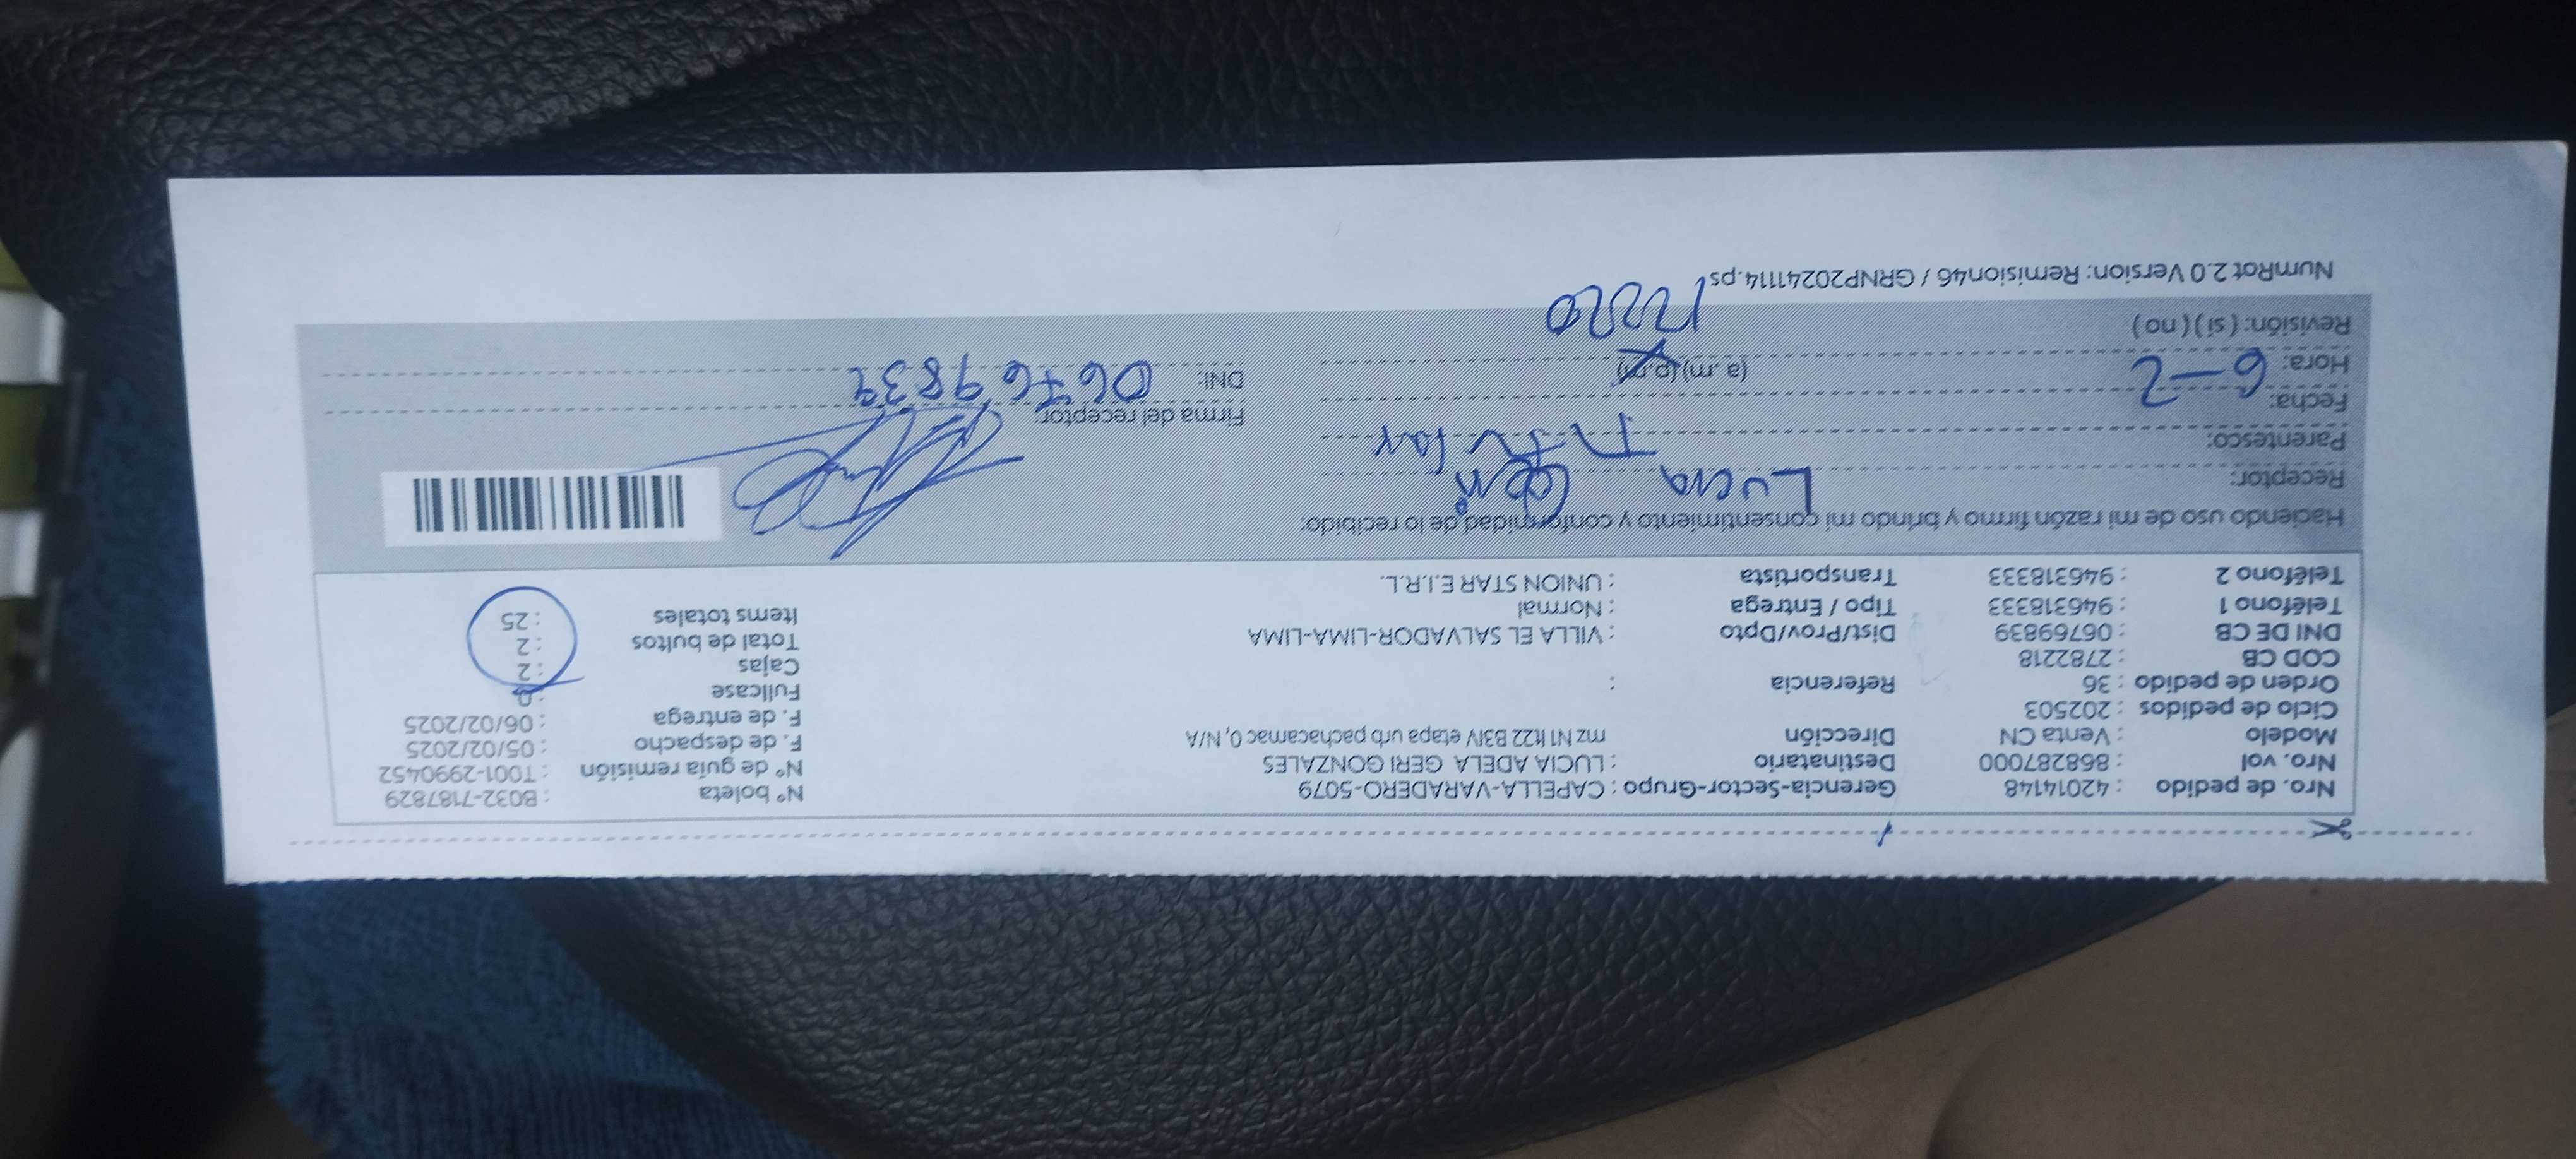 Nro. de pedido : 42014148 Gerencia-Sector-Grupo : CAPELLA-VARADERO-5079 N° boleta : B032-7187829
Nro. vol : 868287000 Destinatario : LUCIA ADELA GERI GONZALES N° de guía remisión : T001-2990452
Modelo : Venta CN Dirección mz N1 lt22 B3IV etapa urb pachacamac 0, N/A F. de despacho : 05/02/2025
Ciclo de pedidos : 202503 F. de entrega : 06/02/2025
Orden de pedido : 36 Referencia : Fullcase : 0
COD CB : 2782218 Cajas : 2
DNI DE CB : 06769839 Dist/Prov/Dpto : VILLA EL SALVADOR-LIMA-LIMA Total de bultos : 2
Teléfono 1 : 946318333 Tipo / Entrega : Normal Items totales : 25
Teléfono 2 : 946318333 Transportista : UNION STAR E.I.R.L.
Haciendo uso de mi razón firmo y brindo mi consentimiento y conformidad de lo recibido:
Receptor: Lucia
Parentesco: Titular
Fecha: 6-2 Firma del receptor:
Hora: (a.m) (p.m) DNI: 06769839
Revisión: (si) (no)
NumRot 2.0 Version: Remision46 / GRNP20241114.ps